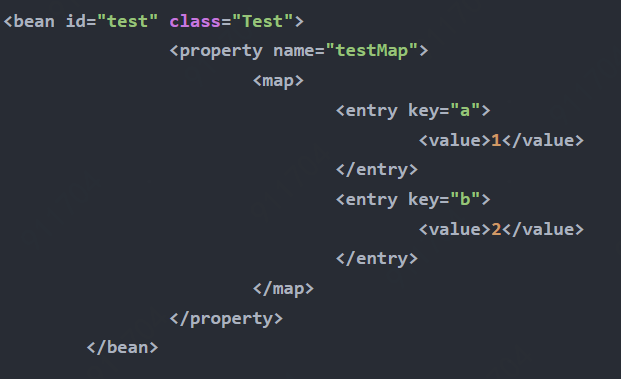 <bean id="test" class="Test">
<property name="testMap">
<map>
<entry key="a">
<value>1</value>
</entry>
<entry key="b">
<value>2</value>
</entry>
</map>
</property>
</bean>